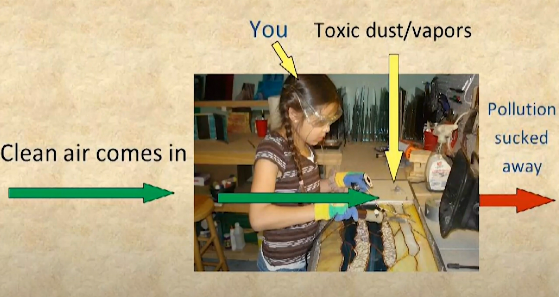 You
Toxic dust/vapors
Clean air comes in
Pollution
sucked
away